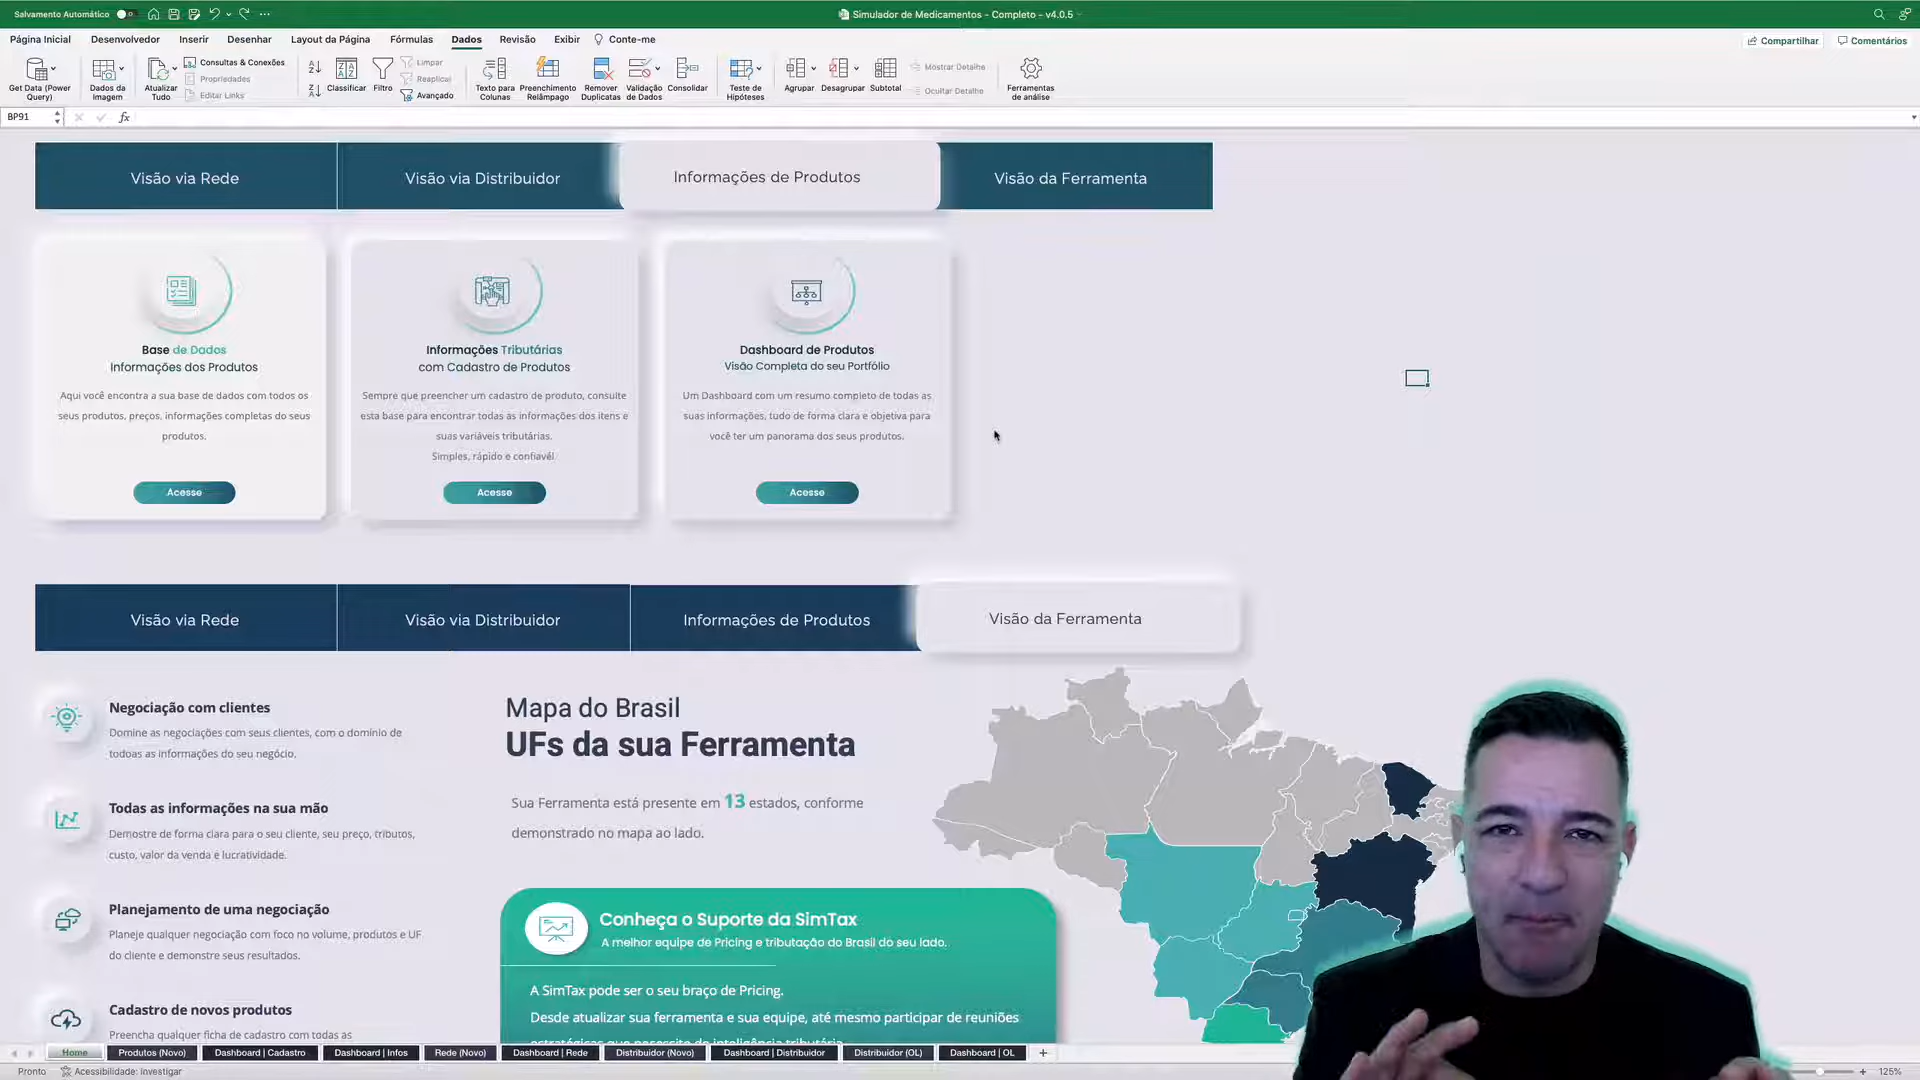 Salvamento Automático
Simulador de Medicamentos - Completo - v4.0.5
Página Inicial Desenvolvedor Inserir Desenhar Layout da Página Fórmulas Dados Revisão Exibir Conte-me
Compartilhar Comentários
Get Data (Power Query)
Dados da Imagem
Atualizar Tudo
Consultas & Conexões
Propriedades
Editar Links
Classificar
Filtro
Limpar
Reaplicar
Avançado
Texto para Colunas
Preenchimento Relâmpago
Remover Duplicatas
Validação de Dados
Consolidar
Teste de Hipóteses
Agrupar
Desagrupar
Subtotal
Mostrar Detalhe
Ocultar Detalhe
Ferramentas de análise
BP91
fx
Visão via Rede Visão via Distribuidor Informações de Produtos Visão da Ferramenta
Base de Dados
Informações dos Produtos
Aqui você encontra a sua base de dados com todos os
seus produtos, preços, informações completas do seus
produtos.
Acesse
Informações Tributárias
com Cadastro de Produtos
Sempre que preencher um cadastro de produto, consulte
esta base para encontrar todas as informações dos itens e
suas variáveis tributárias.
Simples, rápido e confiavél.
Acesse
Dashboard de Produtos
Visão Completa do seu Portfólio
Um Dashboard com um resumo completo de todas as
suas informações, tudo de forma clara e objetiva para
você ter um panorama dos seus produtos.
Acesse
Visão via Rede Visão via Distribuidor Informações de Produtos Visão da Ferramenta
Negociação com clientes
Domine as negociações com seus clientes, com o domínio de
todoas as informações do seu negócio.
Todas as informações na sua mão
Demostre de forma clara para o seu cliente, seu preço, tributos,
custo, valor da venda e lucratividade.
Planejamento de uma negociação
Planeje qualquer negociação com foco no volume, produtos e UF
do cliente e demonstre seus resultados.
Cadastro de novos produtos
Preencha qualquer ficha de cadastro com todas as
Mapa do Brasil
UFs da sua Ferramenta
Sua Ferramenta está presente em 13 estados, conforme
demonstrado no mapa ao lado.
Conheça o Suporte da SimTax
A melhor equipe de Pricing e tributação do Brasil do seu lado.
A SimTax pode ser o seu braço de Pricing.
Desde atualizar sua ferramenta e sua equipe, até mesmo participar de reuniões
estratégicas que necessite de inteligência tributária
Home Produtos (Novo) Dashboard | Cadastro Dashboard | Infos Rede (Novo) Dashboard | Rede Distribuidor (Novo) Dashboard | Distribuidor Distribuidor (OL) Dashboard | OL
Pronto Acessibilidade: Investigar
125%